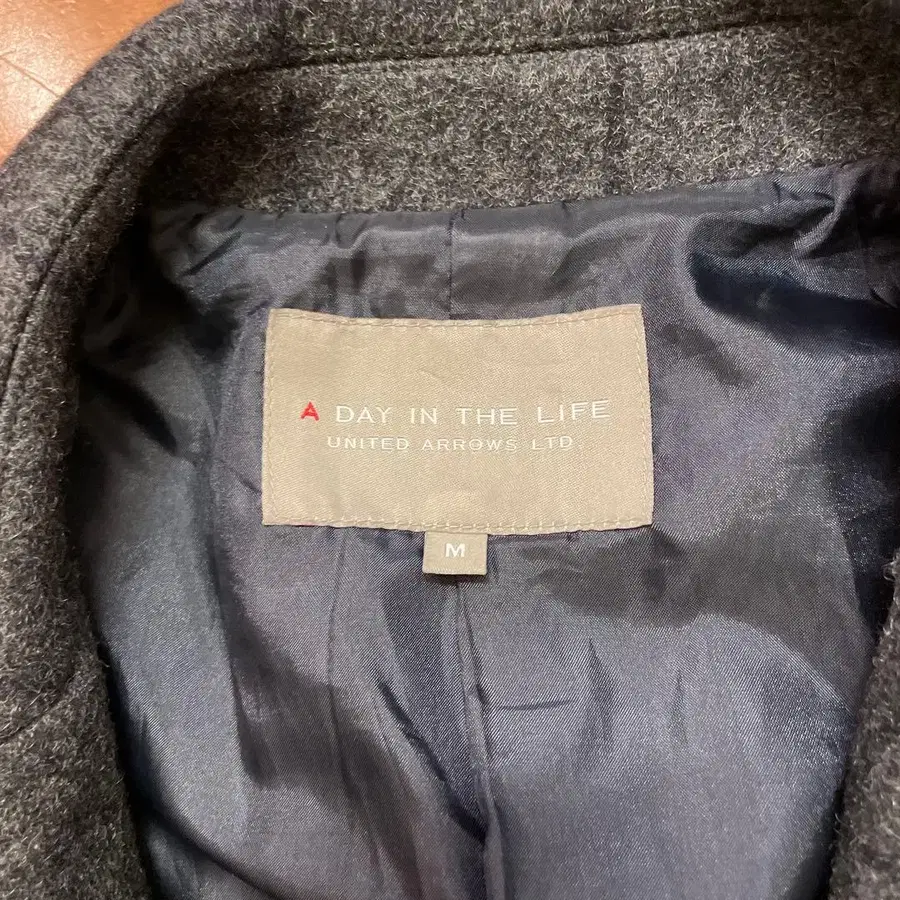 A DAY IN THE LIFE
UNITED ARROWS LTD.
M